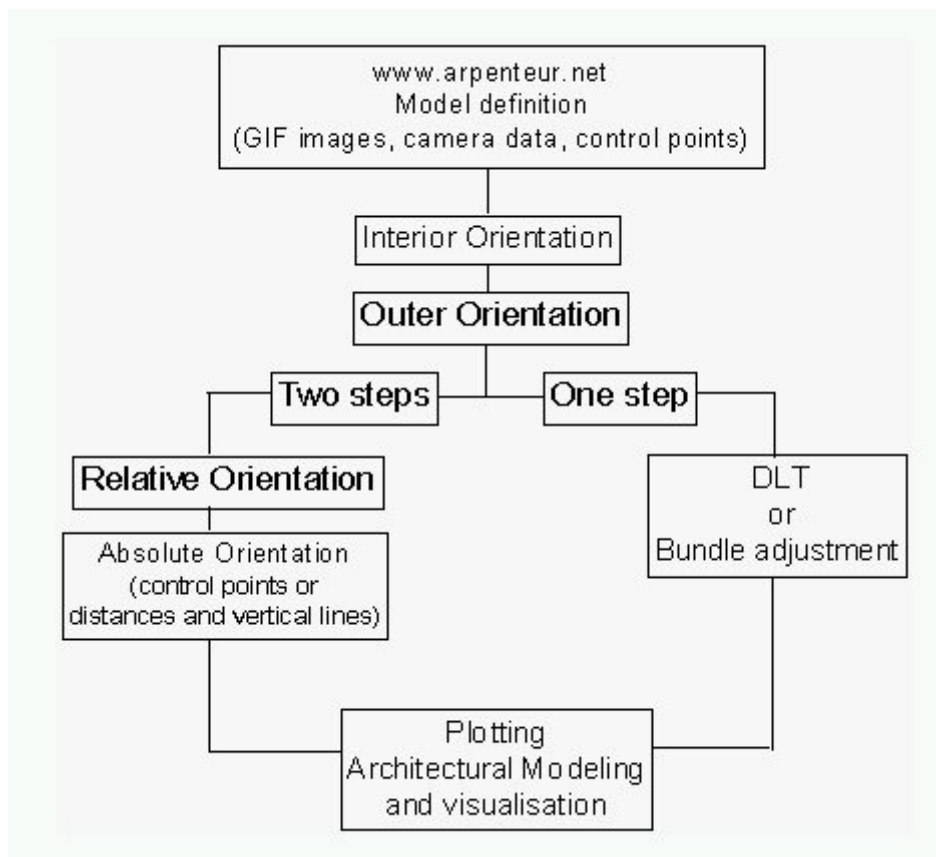 www.arpenteur.net
Model definition
(GIF images, camera data, control points)
Interior Orientation
Outer Orientation
Two steps
One step
Relative Orientation
Absolute Orientation
(control points or
distances and vertical lines)
DLT
or
Bundle adjustment
Plotting
Architectural Modeling
and visualisation